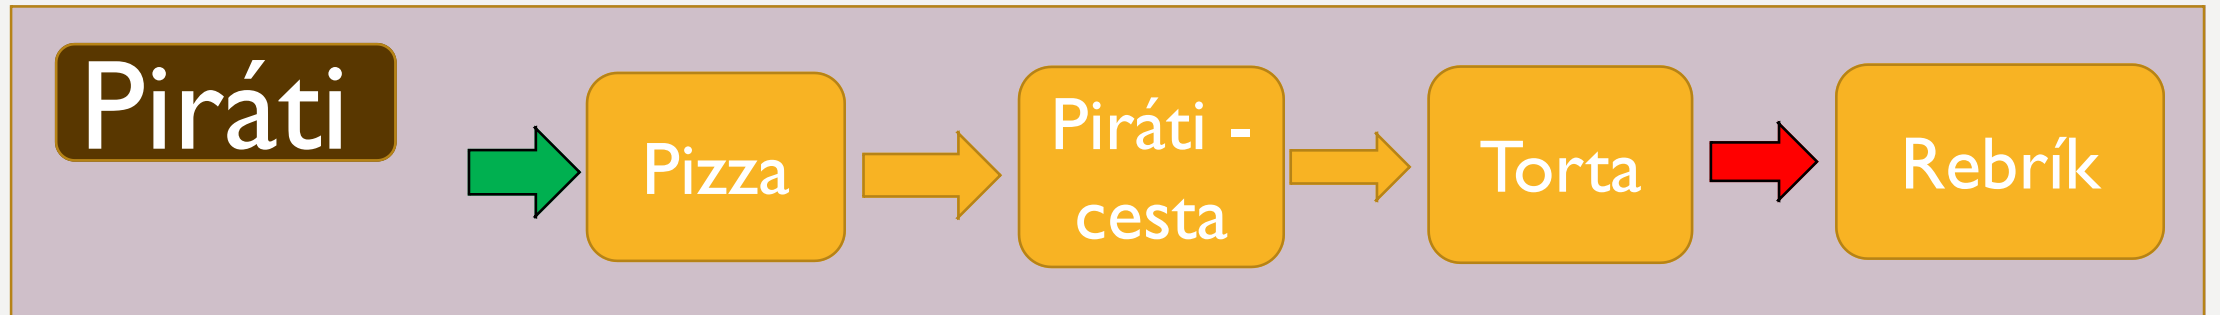 Piráti
Pizza
Piráti -
cesta
Torta
Rebrík